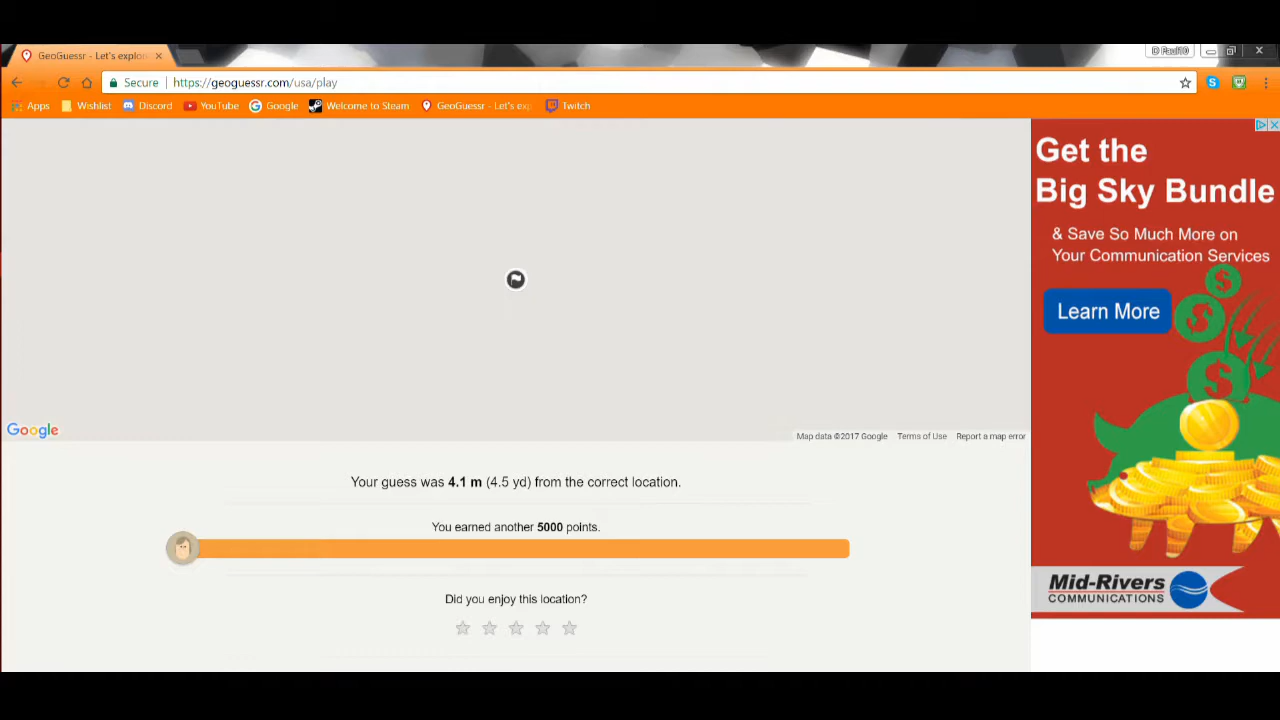 GeoGuessr - Let's explor
D Paul10
Secure https://geoguessr.com/usa/play
Apps Wishlist Discord YouTube Google Welcome to Steam GeoGuessr - Let's exp Twitch
Get the
Big Sky Bundle
& Save So Much More on
Your Communication Services
Learn More
Google
Map data ©2017 Google Terms of Use Report a map error
Your guess was 4.1 m (4.5 yd) from the correct location.
You earned another 5000 points.
Did you enjoy this location?
Mid-Rivers
COMMUNICATIONS